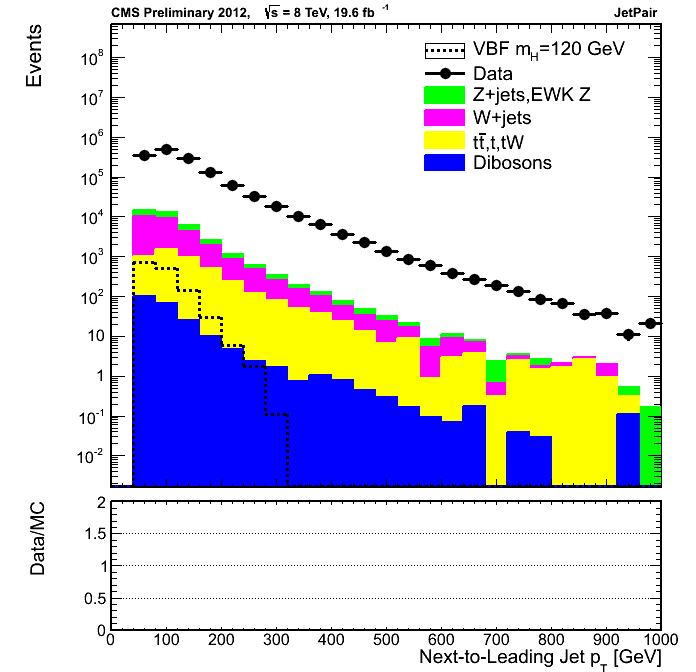 CMS Preliminary 2012, √s = 8 TeV, 19.6 fb⁻¹ JetPair
Events
10⁸
10⁷
10⁶
10⁵
10⁴
10³
10²
10
1
10⁻¹
10⁻²
VBF m_H=120 GeV
Data
Z+jets,EWK Z
W+jets
tt̄,t,tW
Dibosons
Data/MC
2
1.5
1
0.5
0
0 100 200 300 400 500 600 700 800 900 1000
Next-to-Leading Jet p_T [GeV]